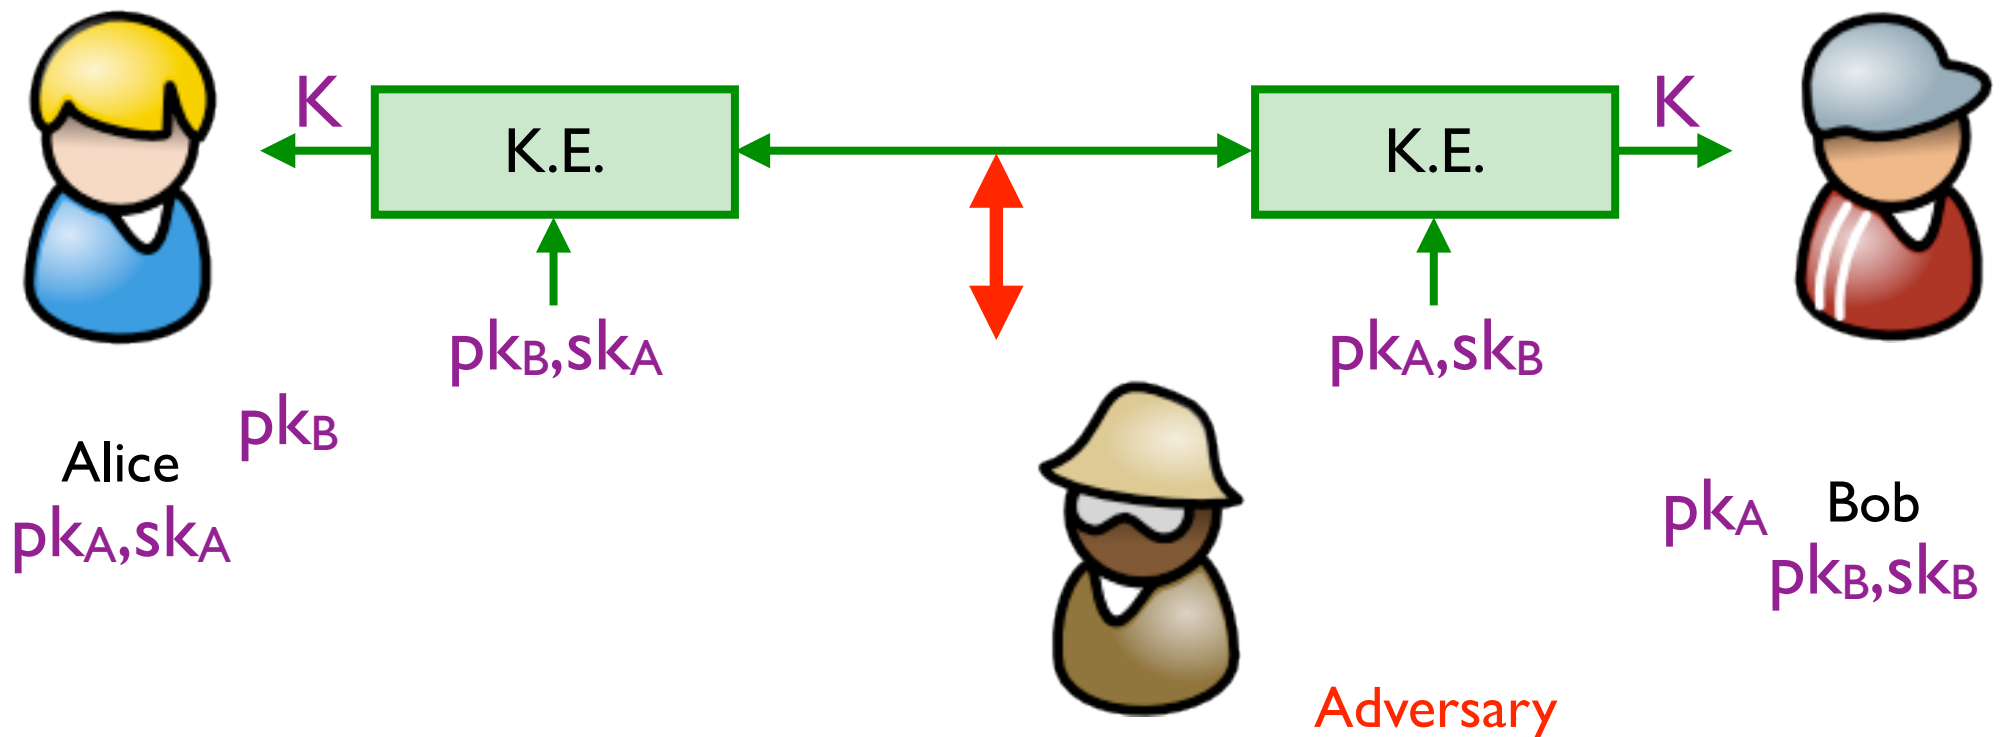 K
K.E.
K.E.
K
pkB,skA
pkA,skB
pkB
Alice
pkA,skA
pkA
Bob
pkB,skB
Adversary